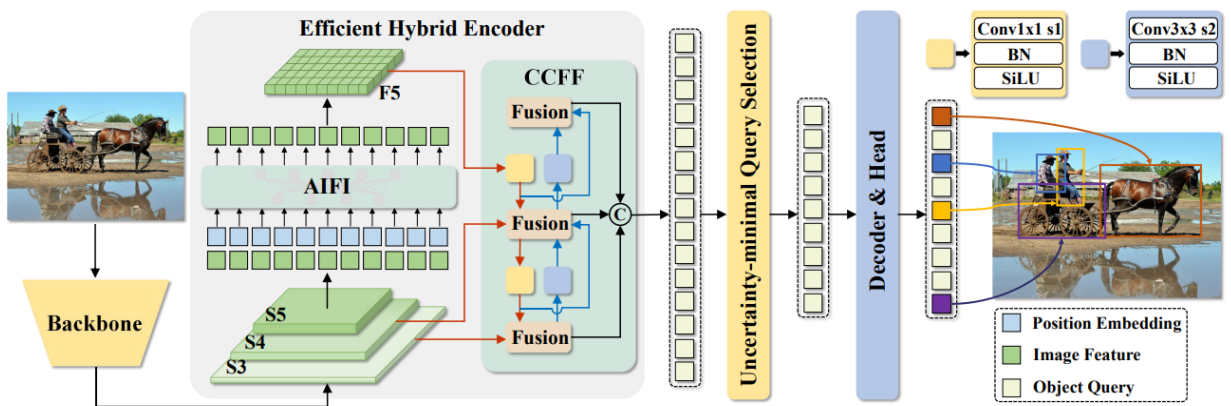 Efficient Hybrid Encoder
F5
CCFF
Fusion
AIFI
Fusion
C
S5
S4
S3
Fusion
Backbone
Uncertainty-minimal Query Selection
Decoder & Head
Conv1x1 s1
BN
SiLU
Conv3x3 s2
BN
SiLU
Position Embedding
Image Feature
Object Query